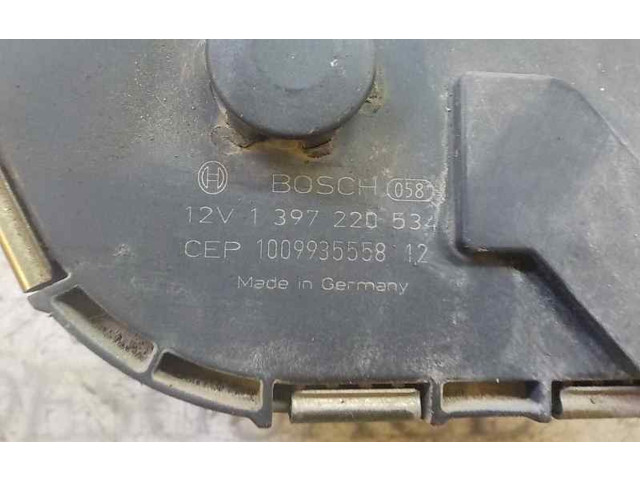 BOSCH 058
12V 1 397 220 534
CEP 1009935558 12
Made in Germany